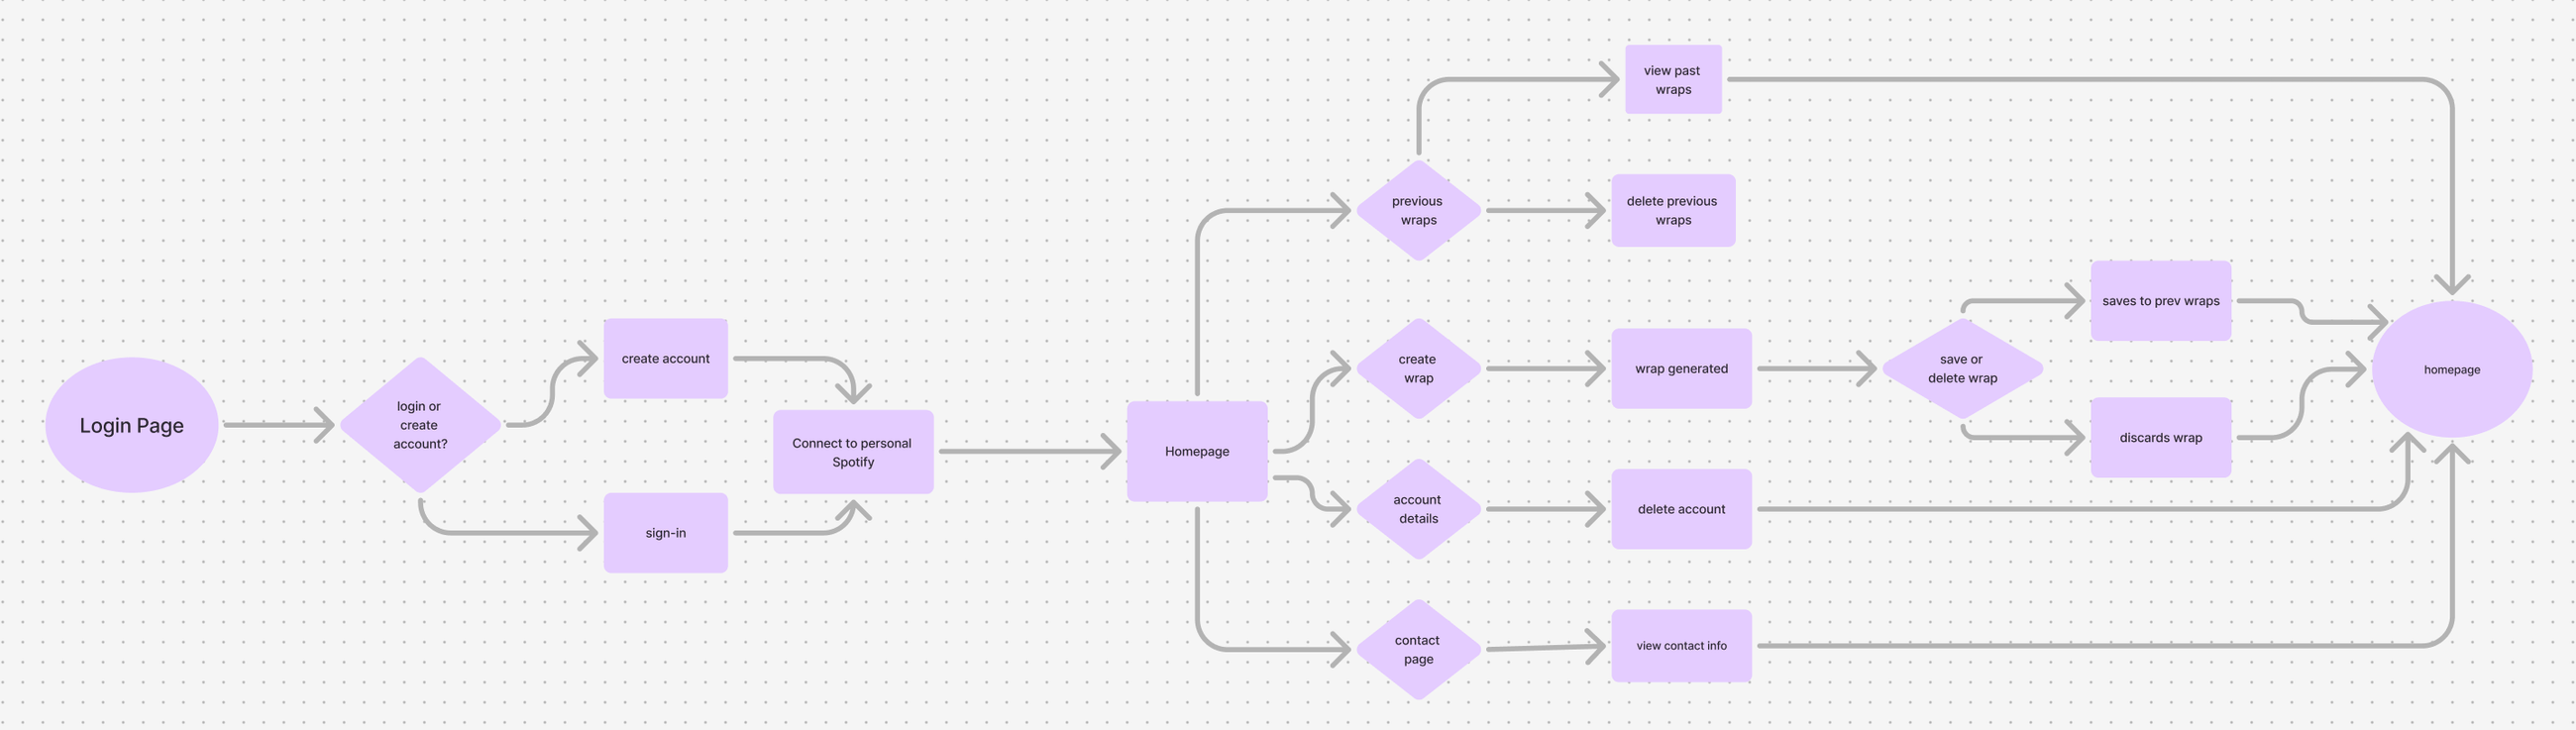 Login Page
login or
create
account?
create account
sign-in
Connect to personal
Spotify
Homepage
previous
wraps
view past
wraps
delete previous
wraps
create
wrap
wrap generated
save or
delete wrap
saves to prev wraps
discards wrap
account
details
delete account
contact
page
view contact info
homepage